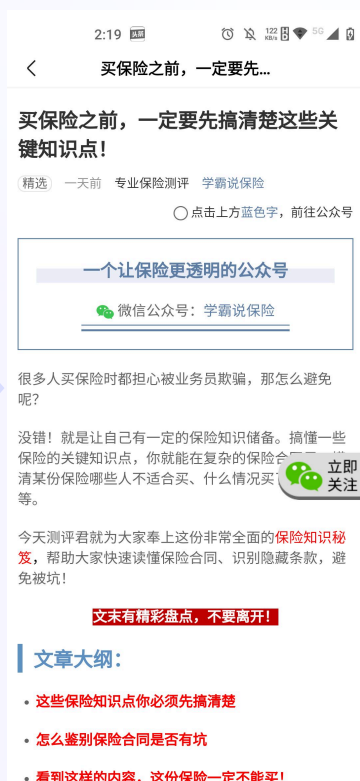 2:19 头条 122 KB/s 5G
买保险之前，一定要先...
买保险之前，一定要先搞清楚这些关
键知识点！
精选 一天前 专业保险测评 学霸说保险
点击上方蓝色字，前往公众号
一个让保险更透明的公众号
微信公众号：学霸说保险
很多人买保险时都担心被业务员欺骗，那怎么避免
呢？
没错！就是让自己有一定的保险知识储备。搞懂一些
保险的关键知识点，你就能在复杂的保险合
清某份保险哪些人不适合买、什么情况买
等。
立即
关注
今天测评君就为大家奉上这份非常全面的保险知识秘
笈，帮助大家快速读懂保险合同、识别隐藏条款，避
免被坑！
文末有精彩盘点，不要离开！
文章大纲：
• 这些保险知识点你必须先搞清楚
• 怎么鉴别保险合同是否有坑
• 看到这样的内容，这份保险一定不能买！